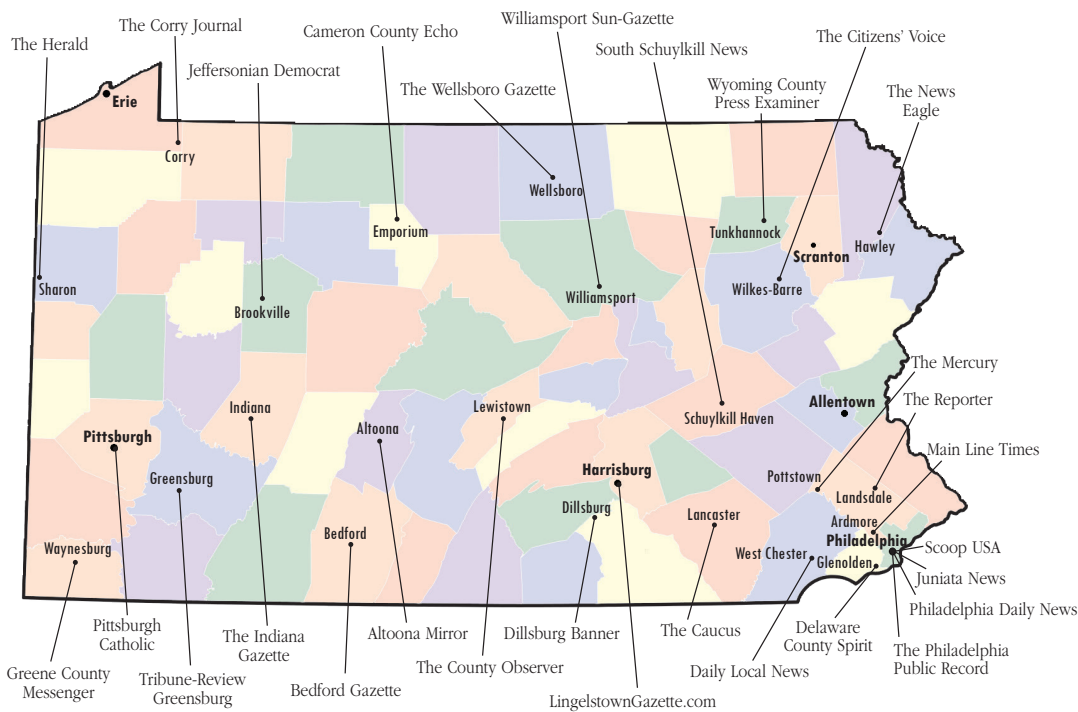 Williamsport Sun-Gazette
The Corry Journal
Cameron County Echo
The Citizens' Voice
The Herald
South Schuylkill News
Jeffersonian Democrat
Wyoming County
Press Examiner
The Wellsboro Gazette
The News
Eagle
Erie
Corry
Wellsboro
Emporium
Tunkhannock
Scranton
Hawley
Sharon
Wilkes-Barre
Williamsport
Brookville
The Mercury
The Reporter
Allentown
Indiana
Lewistown
Schuylkill Haven
Altoona
Pittsburgh
Main Line Times
Harrisburg
Greensburg
Pottstown
Landsdale
Dillsburg
Lancaster
Ardmore
Bedford
Philadelphia
Waynesburg
West Chester
Glenolden
Scoop USA
Juniata News
Philadelphia Daily News
Pittsburgh
Catholic
The Indiana
Gazette
Altoona Mirror
Dillsburg Banner
The Caucus
Delaware
County Spirit
The Philadelphia
Public Record
Greene County
Messenger
Tribune-Review
Greensburg
The County Observer
Daily Local News
Bedford Gazette
LingelstownGazette.com